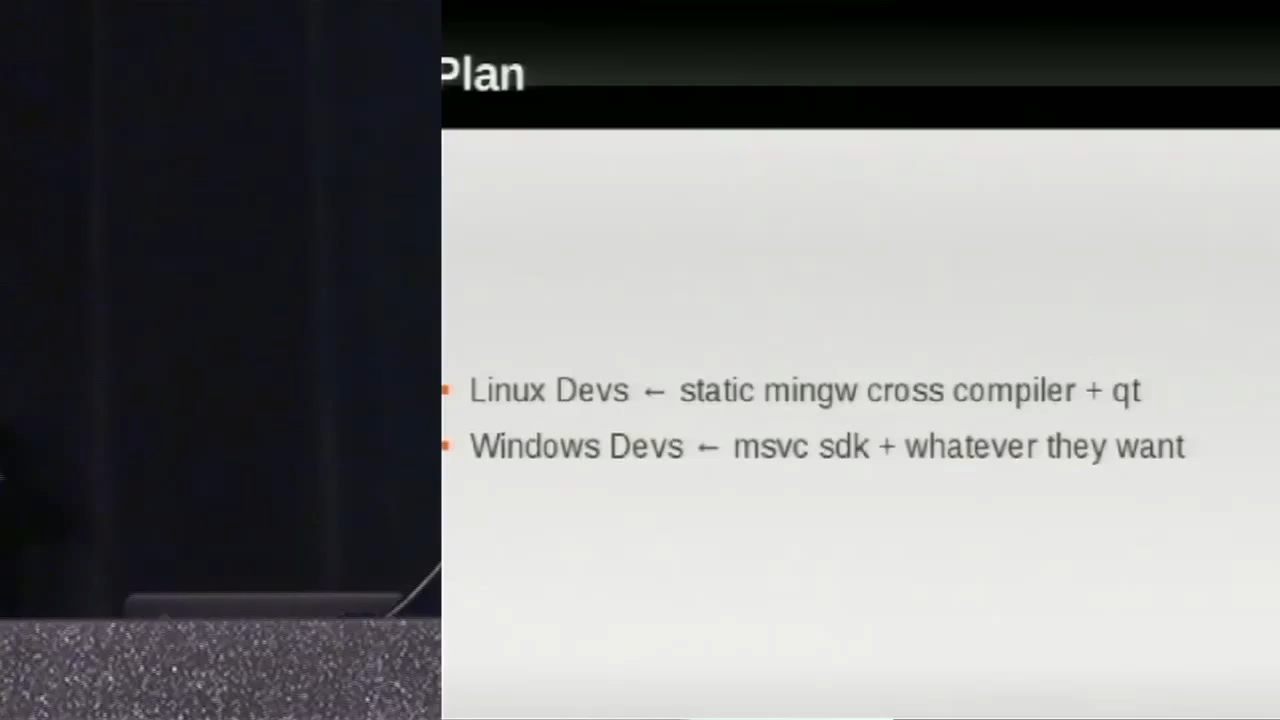 Plan
Linux Devs ← static mingw cross compiler + qt
Windows Devs ← msvc sdk + whatever they want